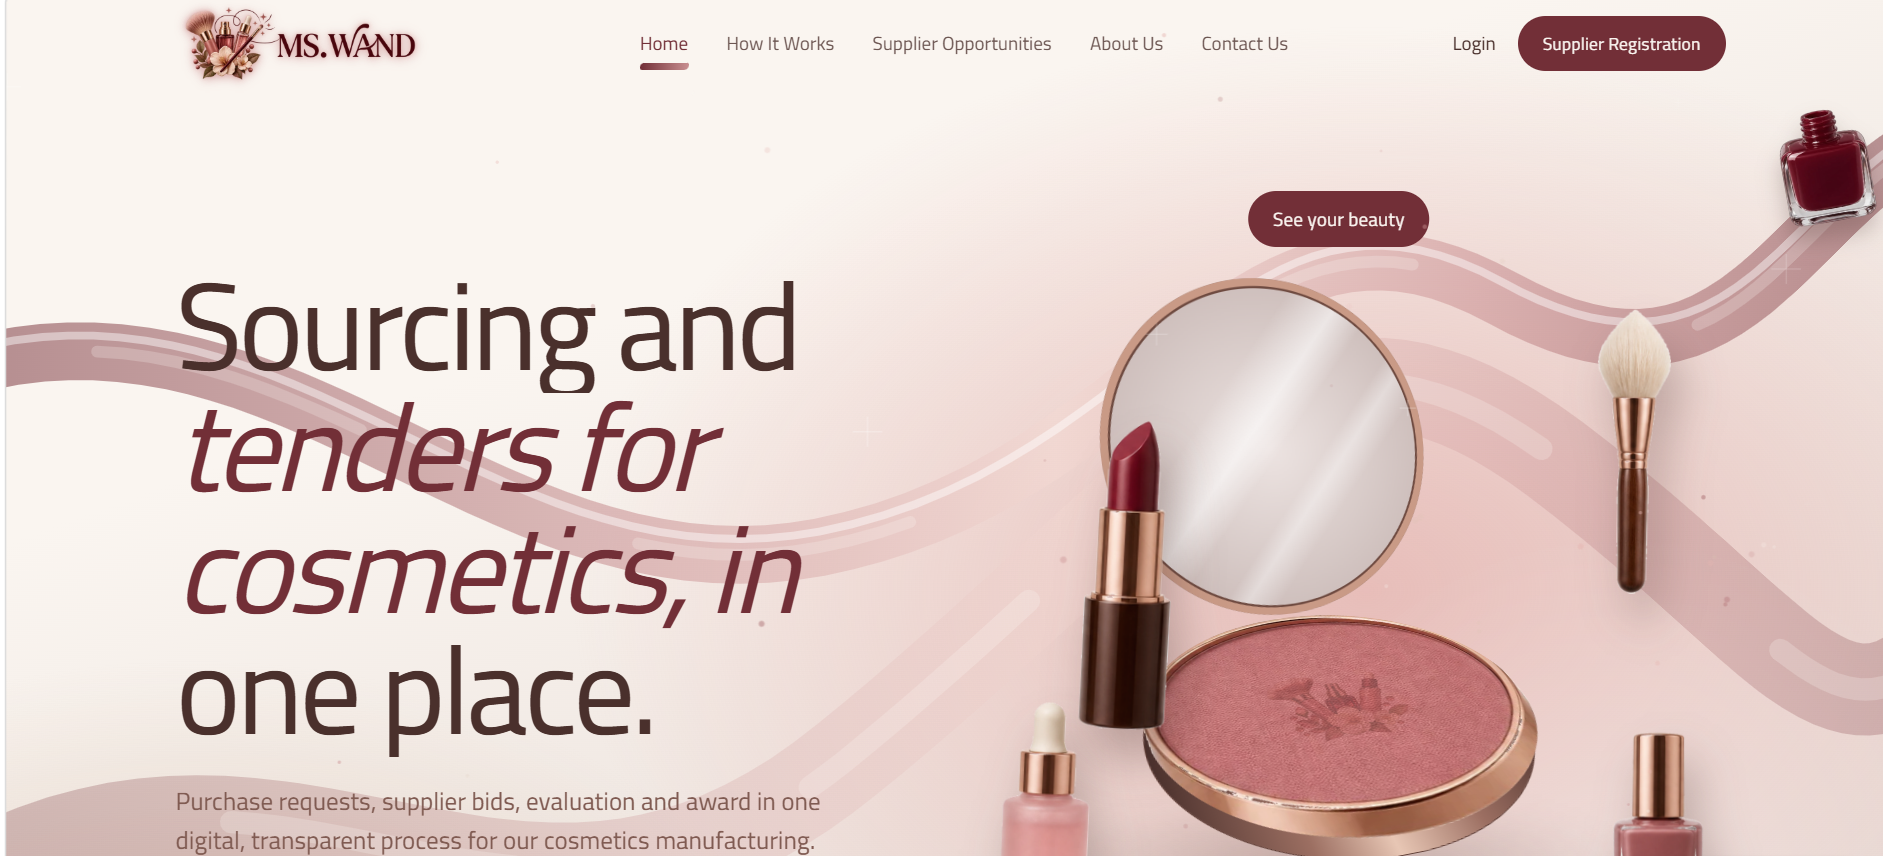 MS.WAND
Home
How It Works
Supplier Opportunities
About Us
Contact Us
Login
Supplier Registration
See your beauty
Sourcing and
tenders for
cosmetics, in
one place.
Purchase requests, supplier bids, evaluation and award in one
digital, transparent process for our cosmetics manufacturing.